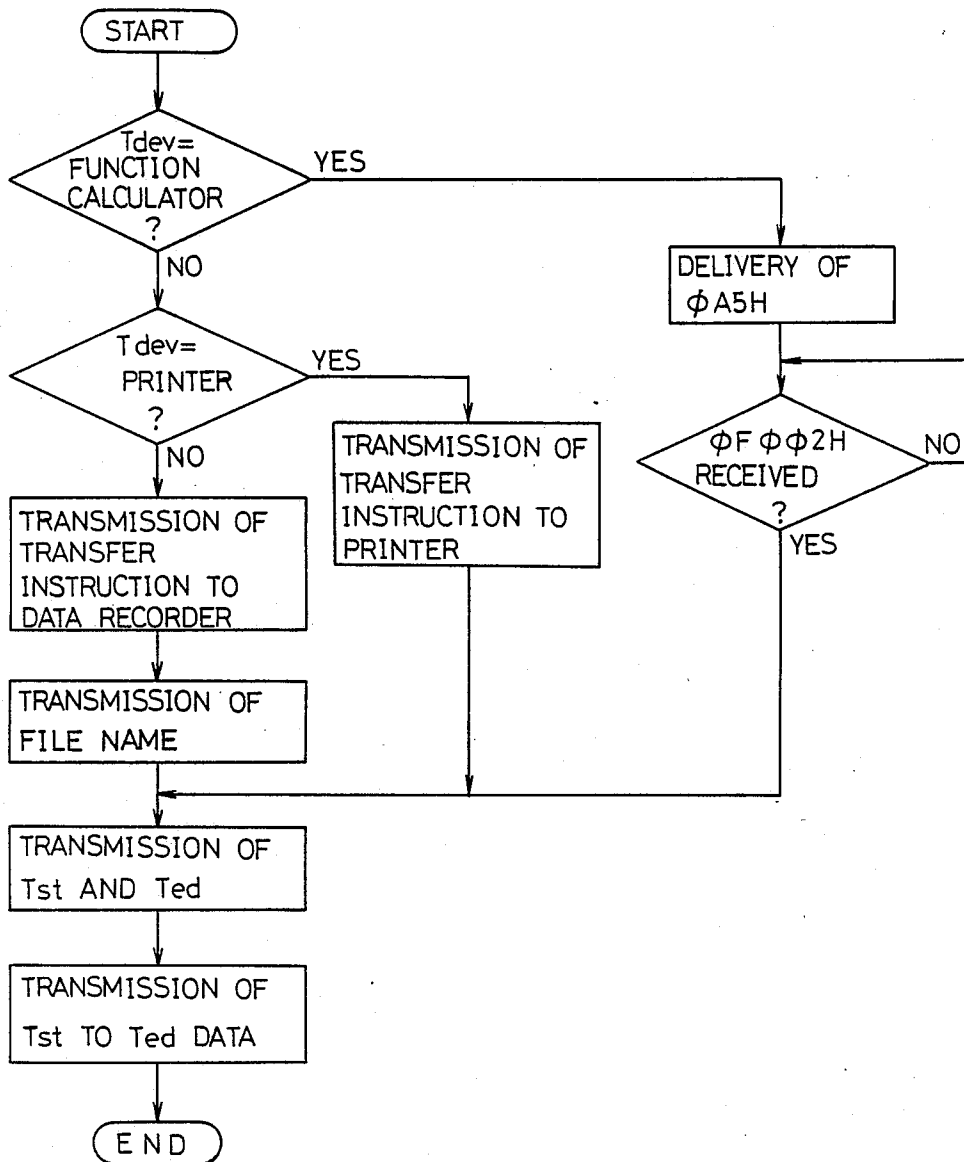 START
Tdev=
FUNCTION
CALCULATOR
?
YES
NO
DELIVERY OF
φA5H
Tdev=
PRINTER
?
YES
NO
φFφφ2H
RECEIVED
?
NO
YES
TRANSMISSION OF
TRANSFER
INSTRUCTION TO
PRINTER
TRANSMISSION OF
TRANSFER
INSTRUCTION TO
DATA RECORDER
TRANSMISSION OF
FILE NAME
TRANSMISSION OF
Tst AND Ted
TRANSMISSION OF
Tst TO Ted DATA
END